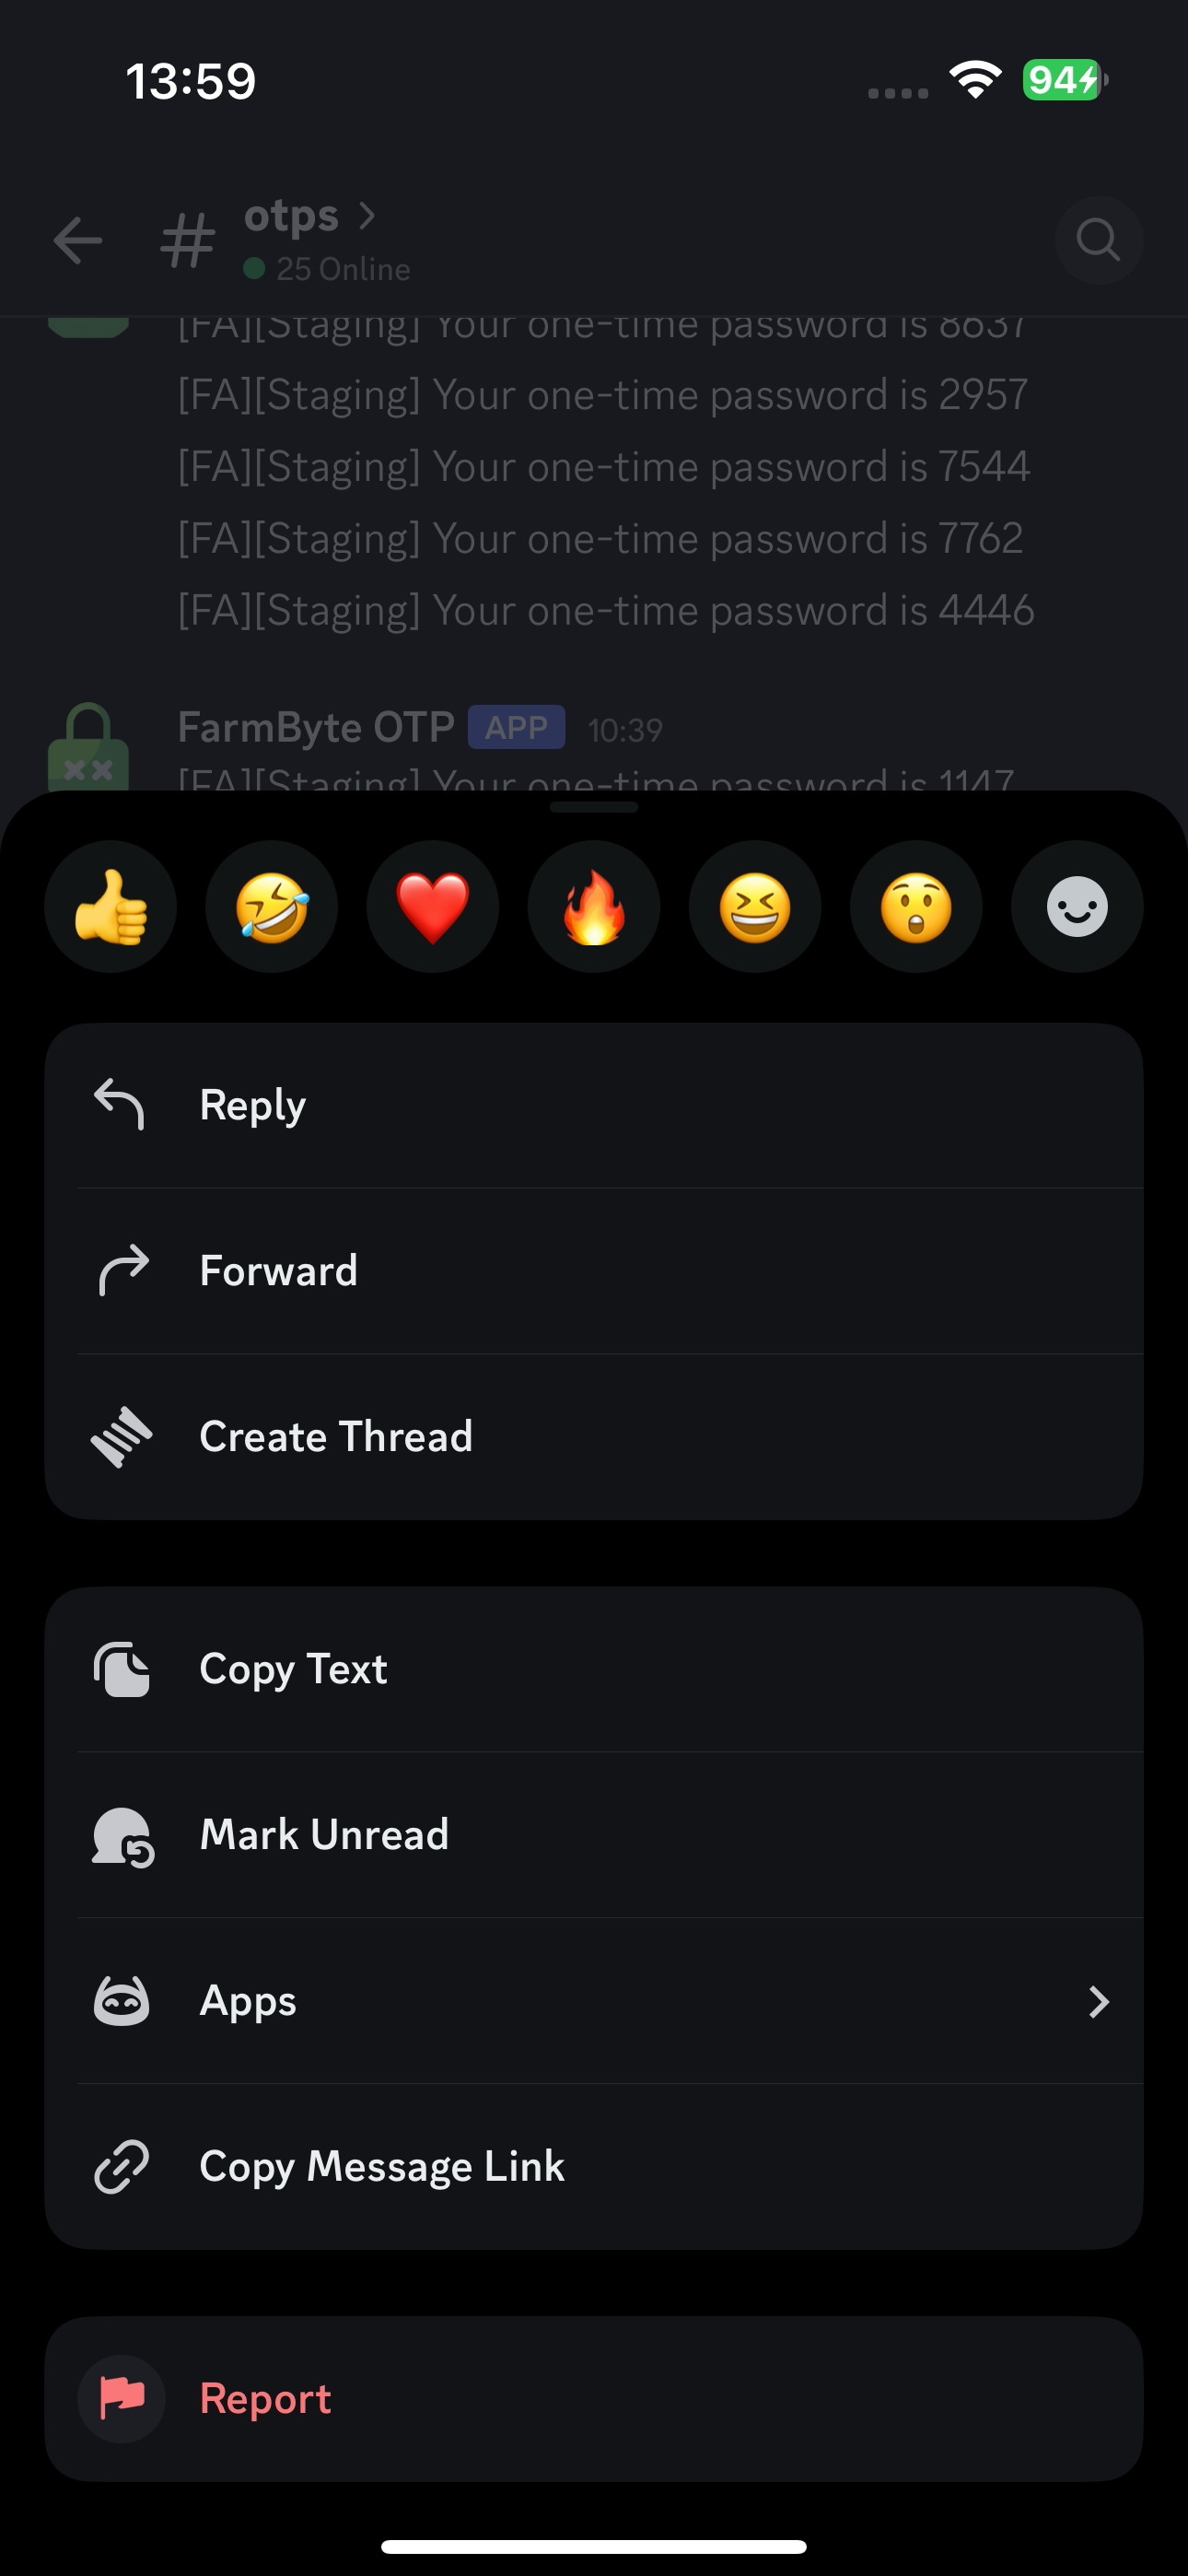 13:59
94
otps
25 Online
[FA][Staging] Your one-time password is 8637
[FA][Staging] Your one-time password is 2957
[FA][Staging] Your one-time password is 7544
[FA][Staging] Your one-time password is 7762
[FA][Staging] Your one-time password is 4446
FarmByte OTP APP 10:39
[FA][Staging] Your one-time password is 1147
Reply
Forward
Create Thread
Copy Text
Mark Unread
Apps
Copy Message Link
Report